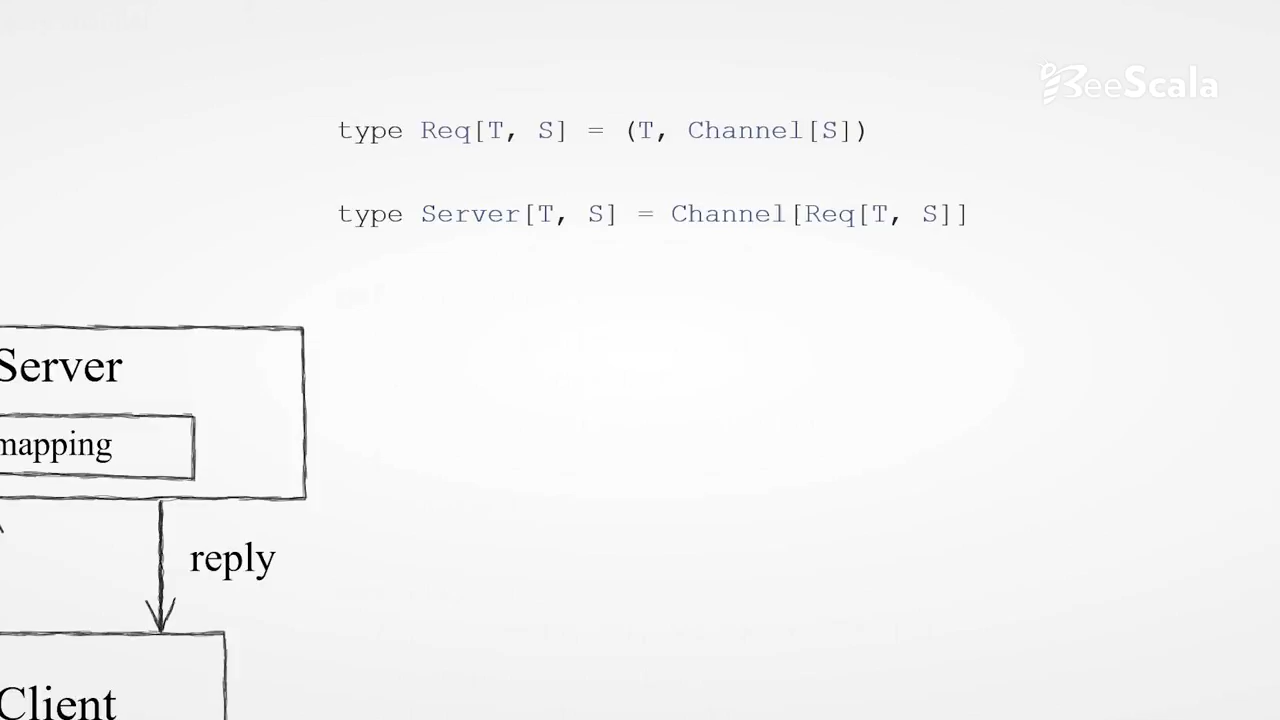 BeeScala
type Req[T, S] = (T, Channel[S])
type Server[T, S] = Channel[Req[T, S]]
Server
mapping
reply
Client